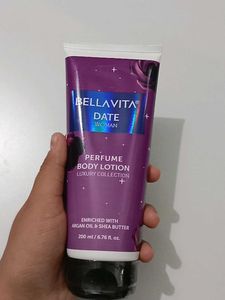 BELLAVITA®
DATE
WOMAN
PERFUME
BODY LOTION
LUXURY COLLECTION
ENRICHED WITH
ARGAN OIL & SHEA BUTTER
200 ml / 6.76 fl. oz.